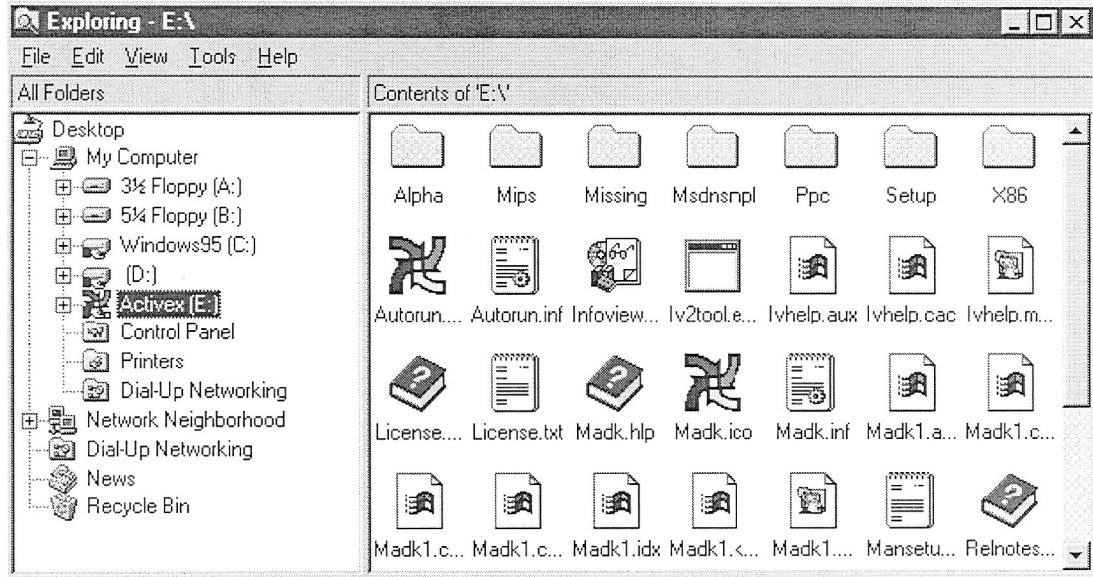 Exploring - E:\
File Edit View Tools Help
All Folders
Contents of 'E:\'
Desktop
My Computer
3½ Floppy (A:)
5¼ Floppy (B:)
Windows95 (C:)
(D:)
Activex (E:)
Control Panel
Printers
Dial-Up Networking
Network Neighborhood
Dial-Up Networking
News
Recycle Bin
Alpha Mips Missing Msdnsmpl Ppc Setup X86
Autorun.... Autorun.inf Infoview... Iv2tool.e... Ivhelp.aux Ivhelp.cac Ivhelp.m...
License.... License.txt Madk.hlp Madk.ico Madk.inf Madk1.a... Madk1.c...
Madk1.c... Madk1.c... Madk1.idx Madk1.<... Madk1.... Mansetu... Relnotes...